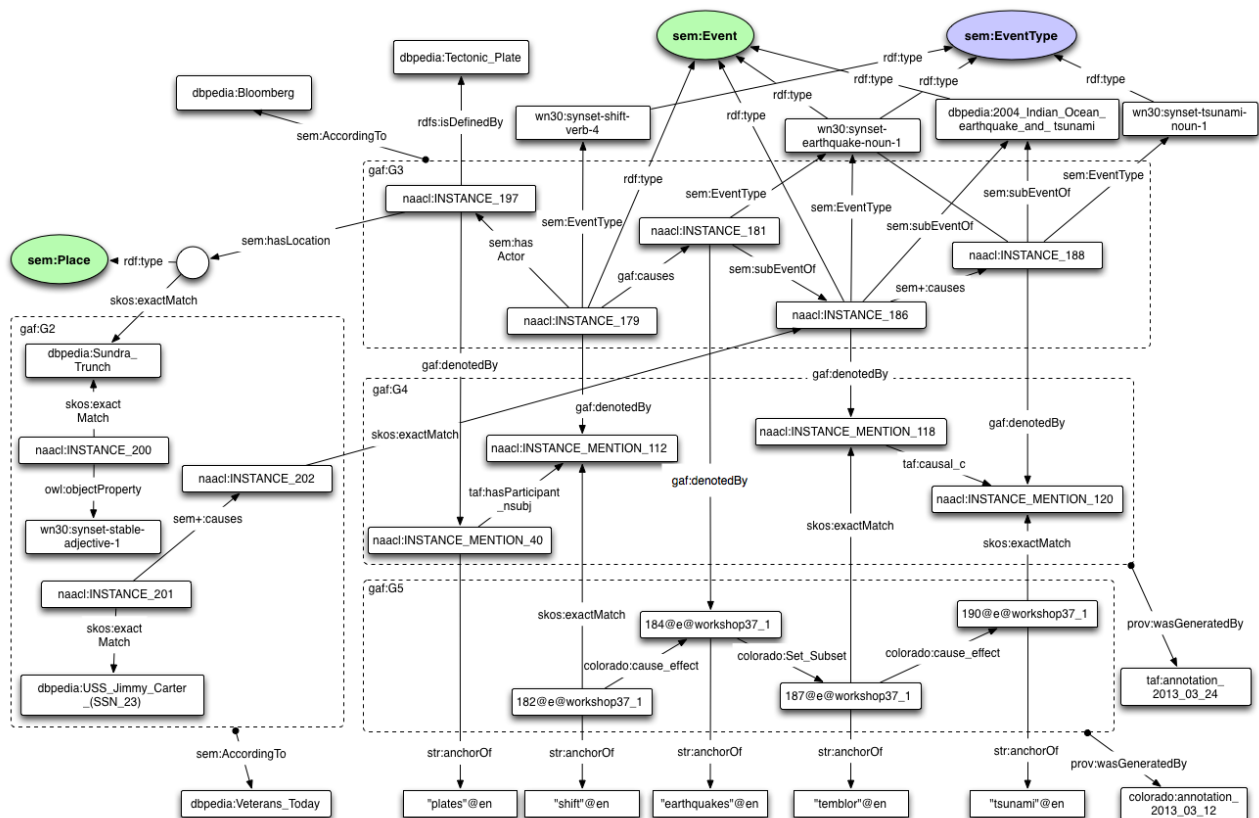 sem:Event
sem:EventType
rdf:type
dbpedia:Tectonic_Plate
rdf:type
rdf:type
dbpedia:Bloomberg
rdf:type
rdf:type
rdfs:isDefinedBy
wn30:synset-shift-
verb-4
rdf:type
dbpedia:2004_Indian_Ocean_
earthquake_and_ tsunami
wn30:synset-tsunami-
noun-1
sem:AccordingTo
wn30:synset-
earthquake-noun-1
gaf:G3
rdf:type
sem:EventType
sem:EventType
naacl:INSTANCE_197
sem:subEventOf
sem:EventType
sem:EventType
sem:subEventOf
naacl:INSTANCE_181
sem:hasLocation
sem:has
Actor
naacl:INSTANCE_188
sem:Place
rdf:type
gaf:causes
sem:subEventOf
sem+:causes
skos:exactMatch
naacl:INSTANCE_179
naacl:INSTANCE_186
gaf:G2
dbpedia:Sundra_
Trunch
gaf:denotedBy
gaf:denotedBy
gaf:G4
skos:exact
Match
gaf:denotedBy
gaf:denotedBy
skos:exactMatch
naacl:INSTANCE_MENTION_118
naacl:INSTANCE_200
naacl:INSTANCE_MENTION_112
taf:causal_c
naacl:INSTANCE_202
gaf:denotedBy
owl:objectProperty
taf:hasParticipant
_nsubj
naacl:INSTANCE_MENTION_120
sem+:causes
skos:exactMatch
wn30:synset-stable-
adjective-1
naacl:INSTANCE_MENTION_40
skos:exactMatch
gaf:G5
naacl:INSTANCE_201
skos:exactMatch
184@e@workshop37_1
190@e@workshop37_1
skos:exact
Match
prov:wasGeneratedBy
colorado:Set_Subset
colorado:cause_effect
colorado:cause_effect
dbpedia:USS_Jimmy_Carter
_(SSN_23)
182@e@workshop37_1
187@e@workshop37_1
taf:annotation_
2013_03_24
sem:AccordingTo
str:anchorOf
str:anchorOf
str:anchorOf
str:anchorOf
str:anchorOf
prov:wasGeneratedBy
dbpedia:Veterans_Today
"plates"@en
"shift"@en
"earthquakes"@en
"temblor"@en
"tsunami"@en
colorado:annotation_
2013_03_12